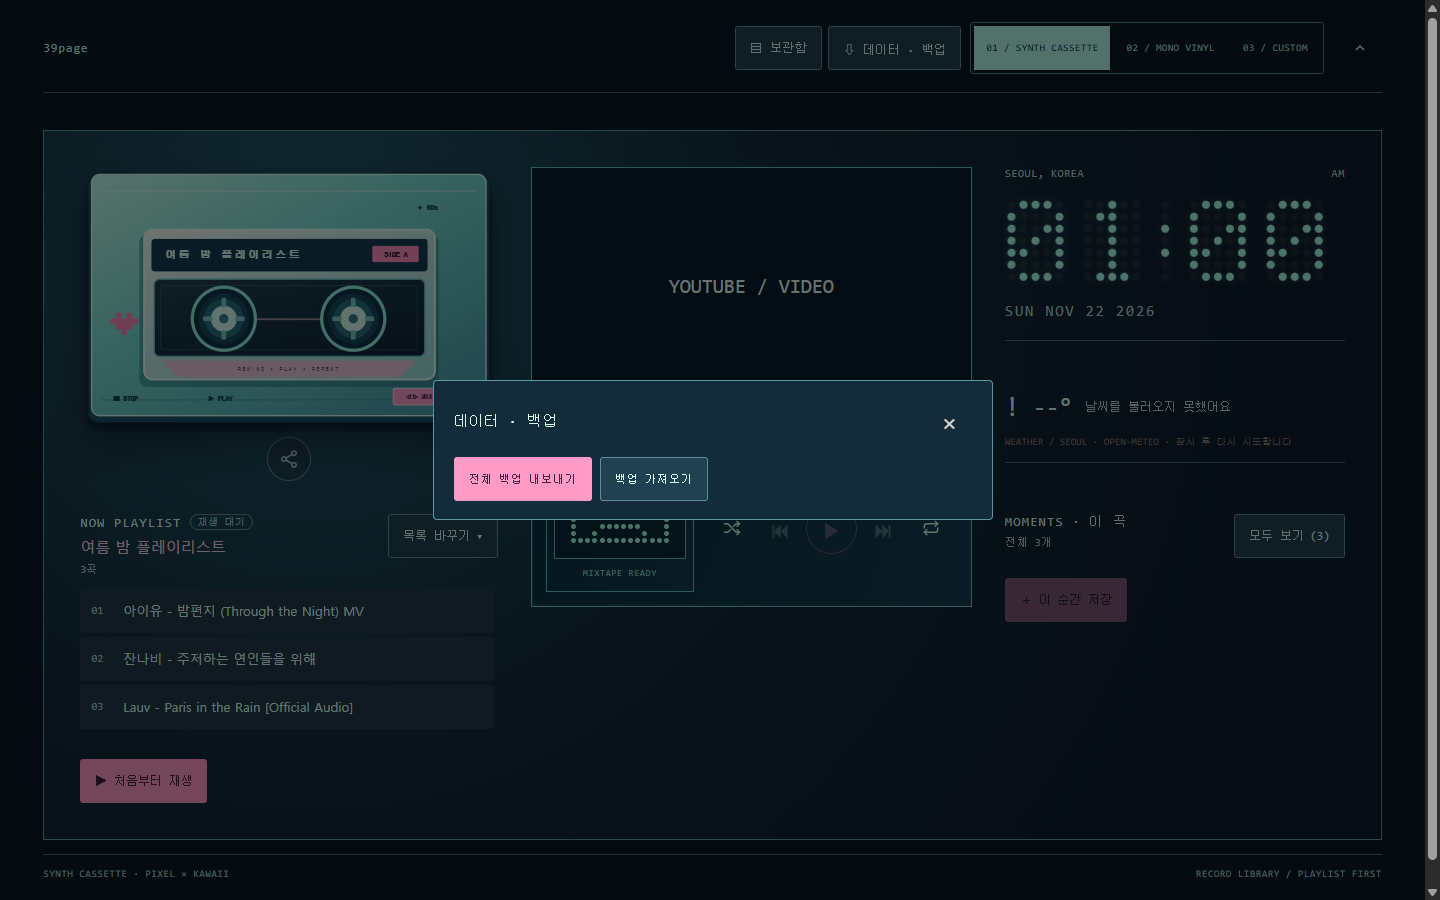 39page
보관함
데이터 · 백업
01 / SYNTH CASSETTE
02 / MONO VINYL
03 / CUSTOM
여름 밤 플레이리스트
SIDE A
REWIND • PLAY • REPEAT
STOP
PLAY
YOUTUBE / VIDEO
SEOUL, KOREA
AM
01:00
SUN NOV 22 2026
! --° 날씨를 불러오지 못했어요
WEATHER / SEOUL · OPEN-METEO · 잠시 후 다시 시도합니다
데이터 · 백업
×
전체 백업 내보내기
백업 가져오기
NOW PLAYLIST
재생 대기
여름 밤 플레이리스트
3곡
목록 바꾸기 ▾
01 아이유 - 밤편지 (Through the Night) MV
02 잔나비 - 주저하는 연인들을 위해
03 Lauv - Paris in the Rain [Official Audio]
▶ 처음부터 재생
MIXTAPE READY
MOMENTS · 이 곡
전체 3개
모두 보기 (3)
+ 이 순간 저장
SYNTH CASSETTE · PIXEL × KAWAII
RECORD LIBRARY / PLAYLIST FIRST